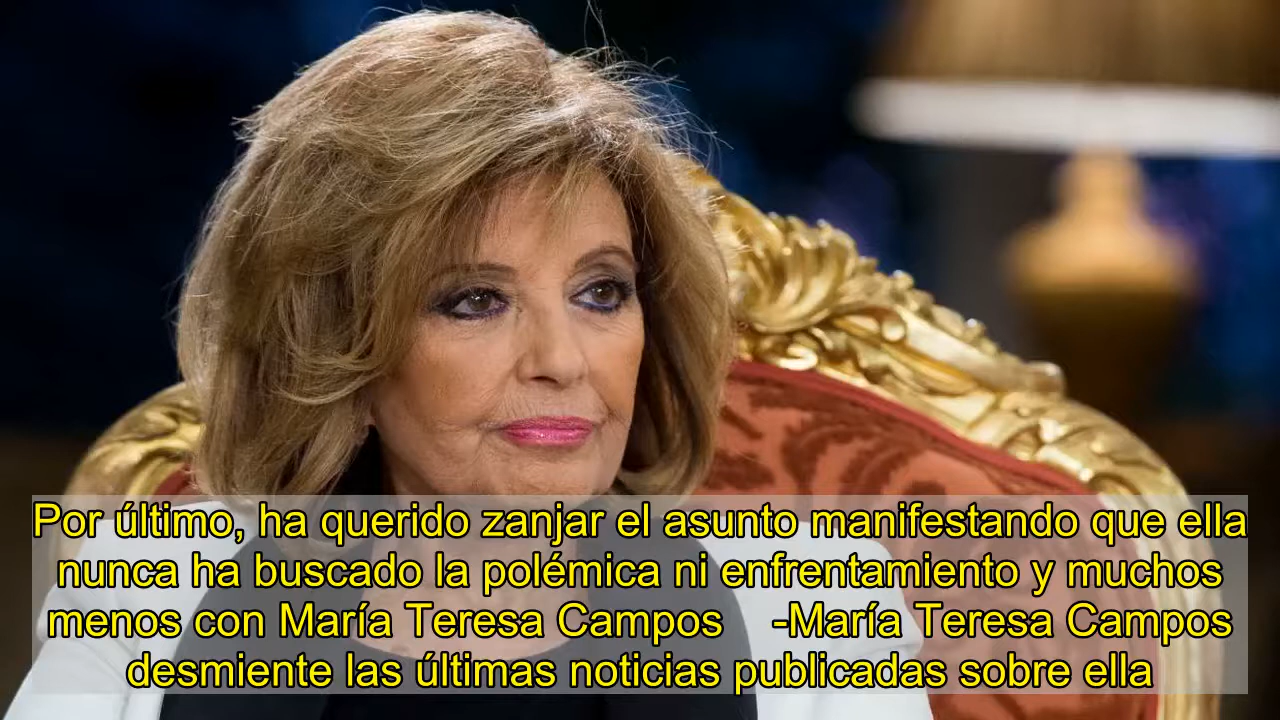 Por último, ha querido zanjar el asunto manifestando que ella
nunca ha buscado la polémica ni enfrentamiento y muchos
menos con María Teresa Campos    -María Teresa Campos
desmiente las últimas noticias publicadas sobre ella